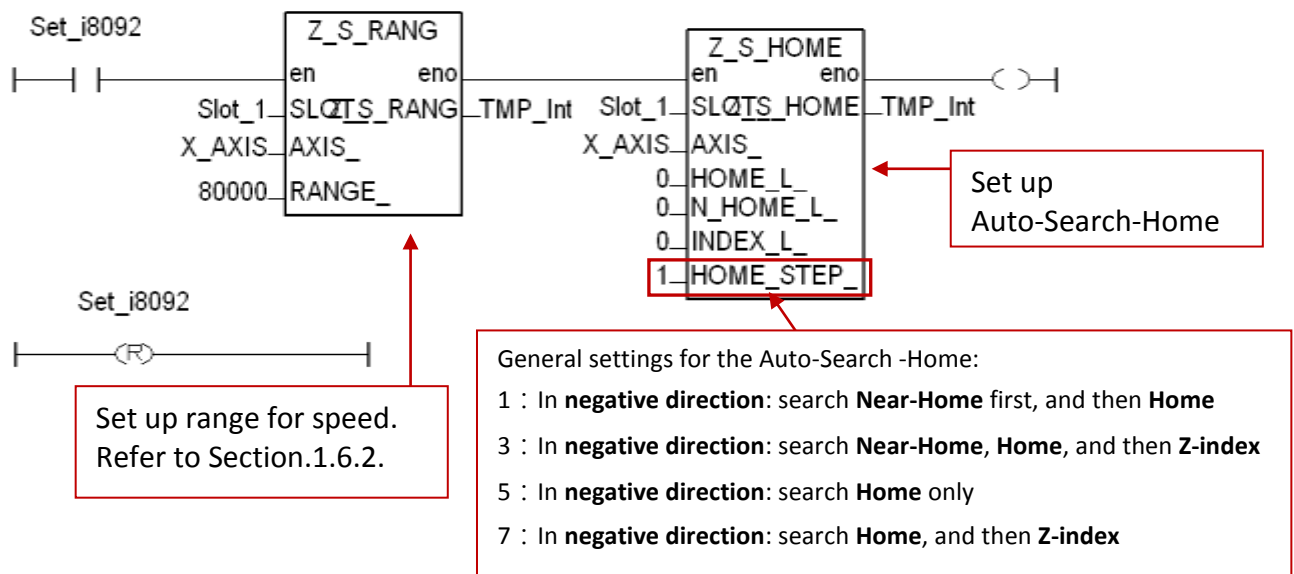 Set_i8092
Z_S_RANG
en eno
Slot_1 SLOT_ Z_S_RANG TMP_Int
X_AXIS AXIS_
80000 RANGE_
Z_S_HOME
en eno
Slot_1 SLOT_ Z_S_HOME TMP_Int
X_AXIS AXIS_
0 HOME_L_
0 N_HOME_L_
0 INDEX_L_
1 HOME_STEP_
Set up
Auto-Search-Home
Set_i8092
(R)
Set up range for speed.
Refer to Section.1.6.2.
General settings for the Auto-Search -Home:
1：In negative direction: search Near-Home first, and then Home
3：In negative direction: search Near-Home, Home, and then Z-index
5：In negative direction: search Home only
7：In negative direction: search Home, and then Z-index